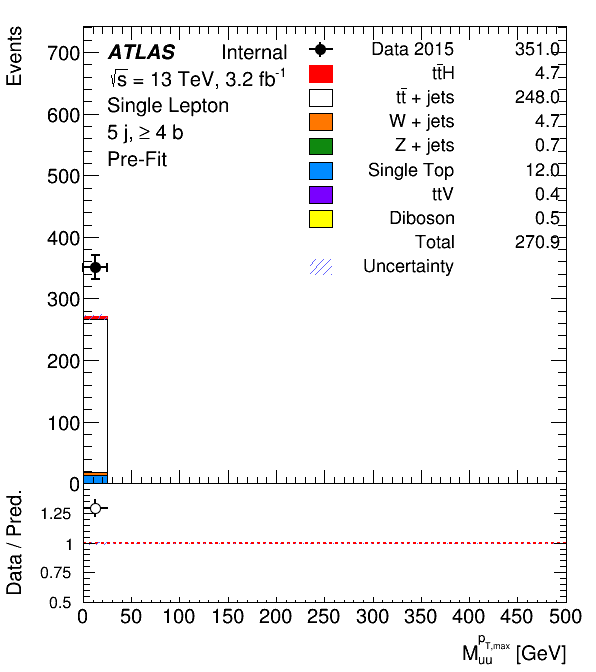 Events
ATLAS Internal
√s = 13 TeV, 3.2 fb⁻¹
Single Lepton
5 j, ≥ 4 b
Pre-Fit
Data 2015 351.0
tt̄H 4.7
tt̄ + jets 248.0
W + jets 4.7
Z + jets 0.7
Single Top 12.0
ttV 0.4
Diboson 0.5
Total 270.9
Uncertainty
700
600
500
400
300
200
100
0
Data / Pred.
1.25
1
0.75
0.5
0 50 100 150 200 250 300 350 400 450 500
M_uu^p_T,max [GeV]